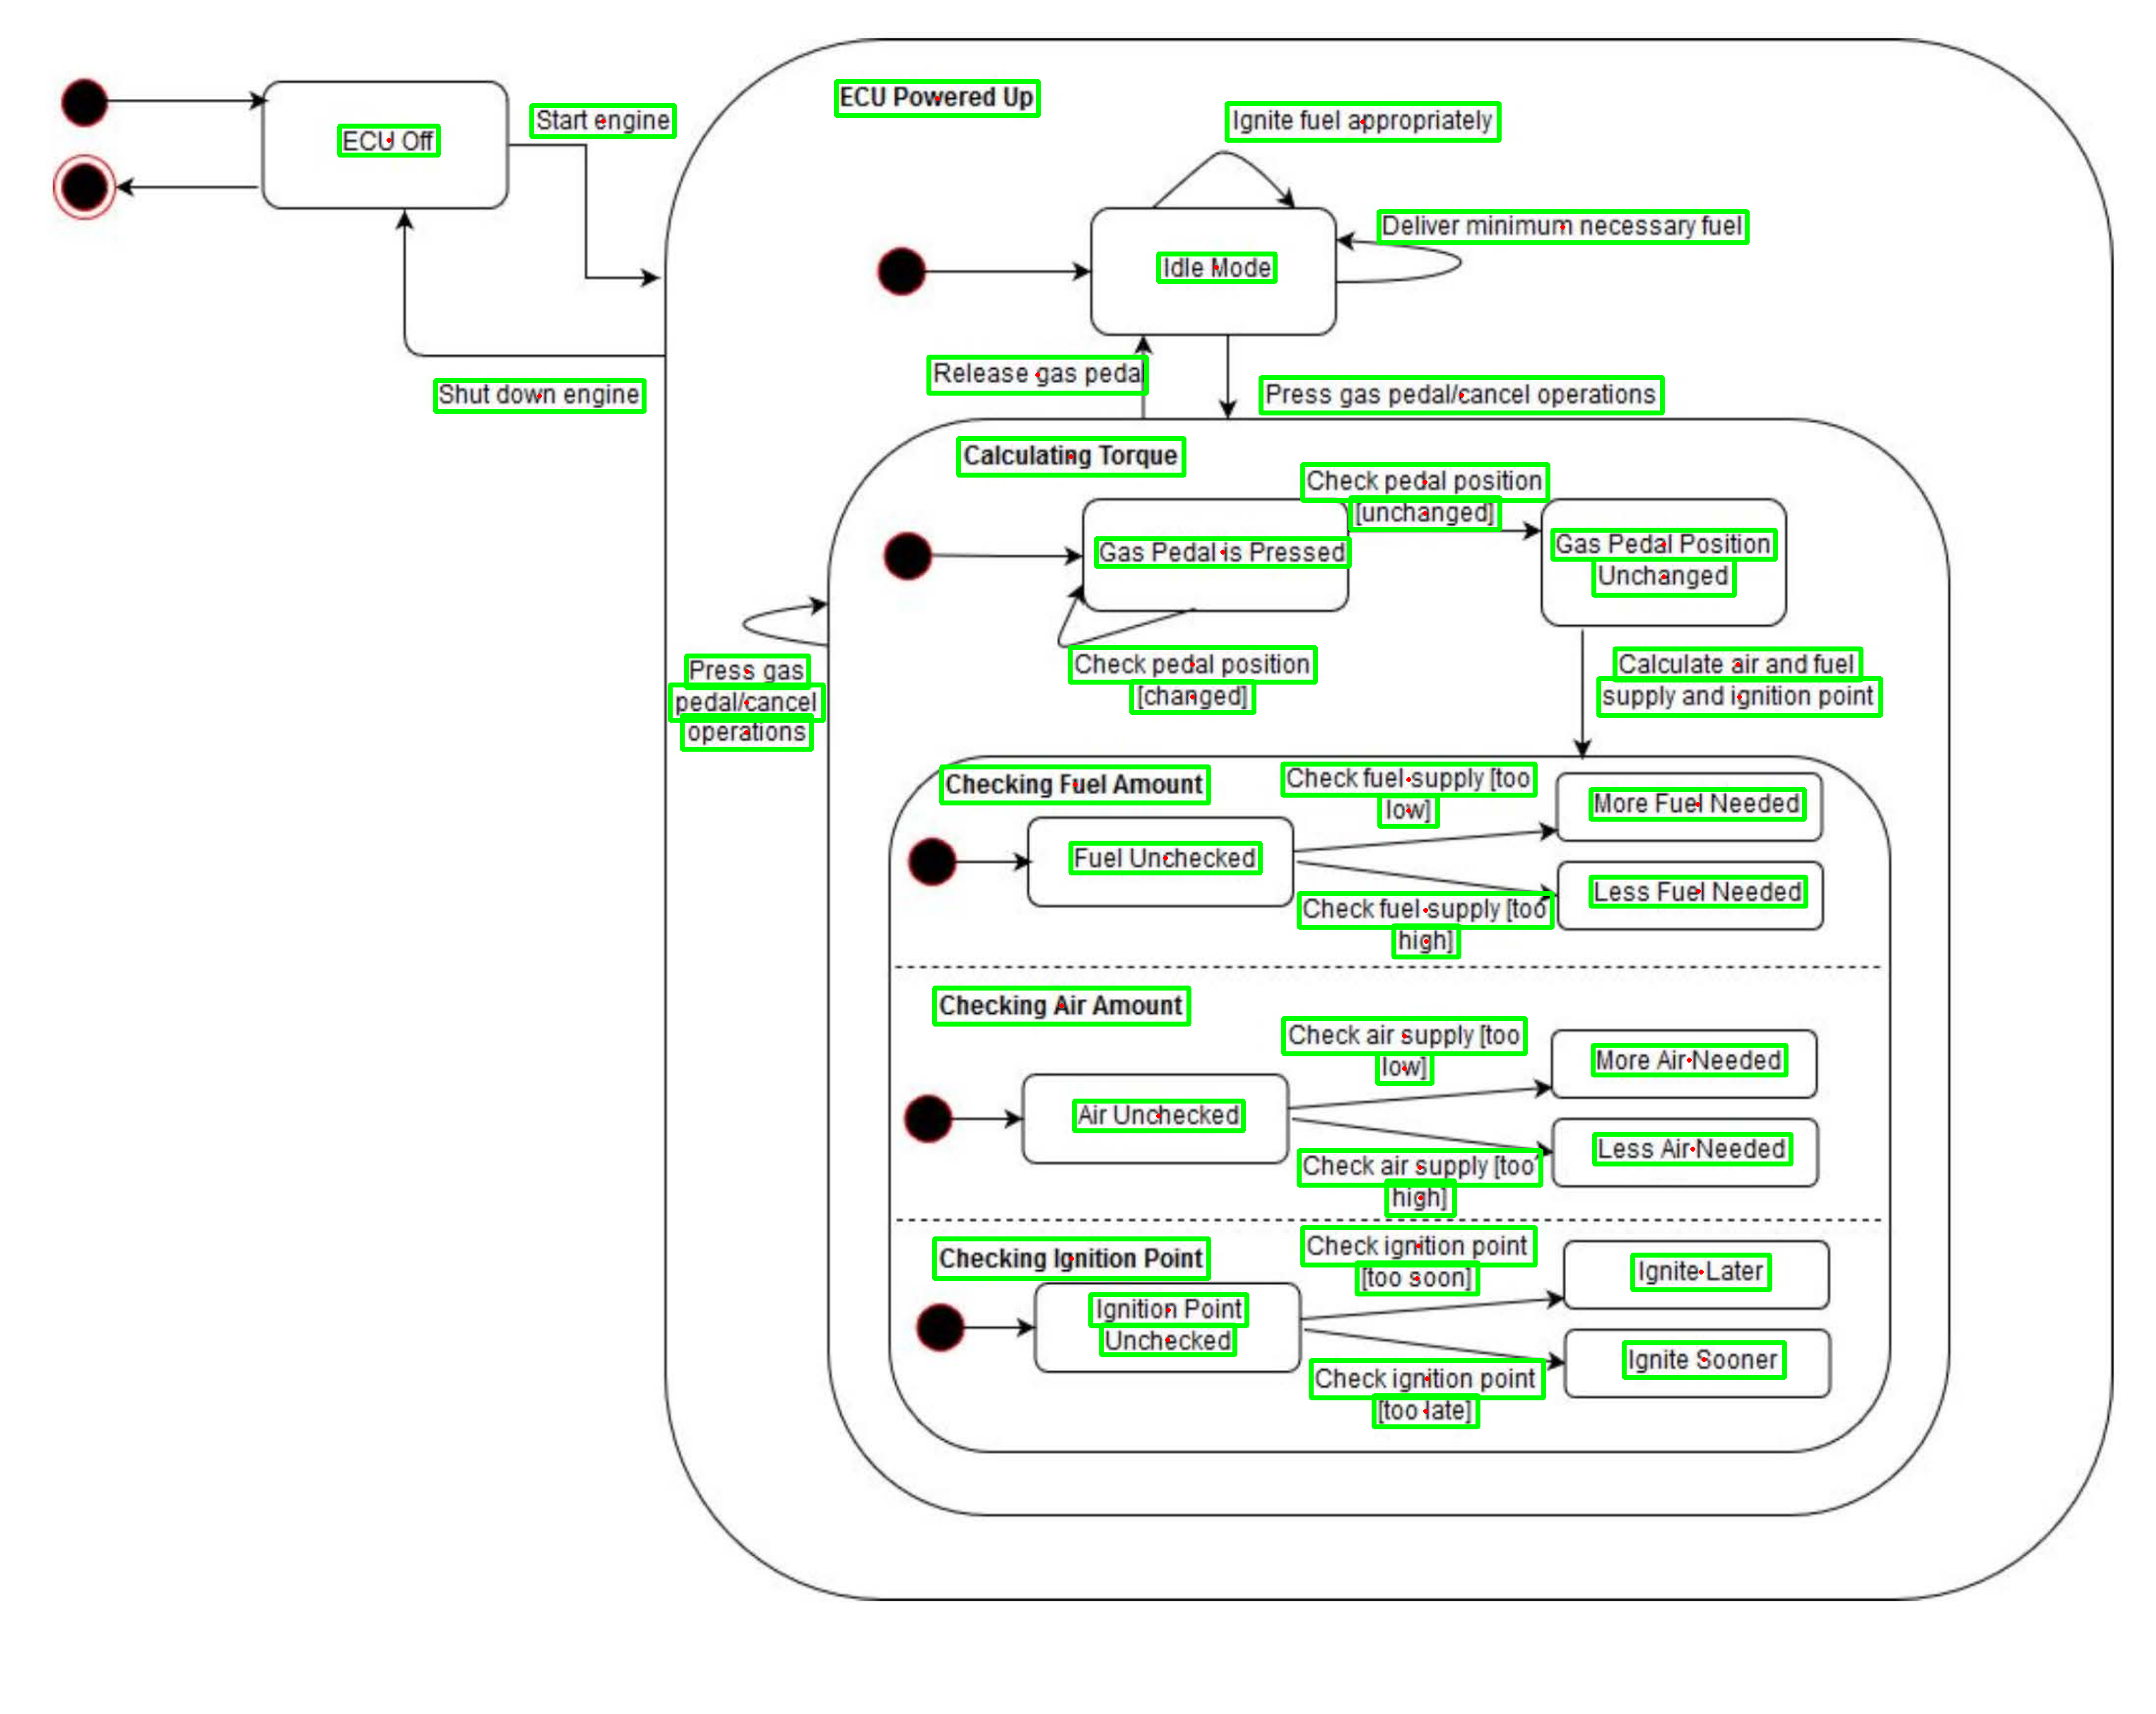 ECU Powered Up
Start engine
Ignite fuel appropriately
ECU Off
Deliver minimum necessary fuel
Idle Mode
Release gas pedal
Shut down engine
Press gas pedal/cancel operations
Calculating Torque
Check pedal position
[unchanged]
Gas Pedal is Pressed
Gas Pedal Position
Unchanged
Press gas
pedal/cancel
operations
Check pedal position
[changed]
Calculate air and fuel
supply and ignition point
Checking Fuel Amount
Check fuel supply [too
low]
More Fuel Needed
Fuel Unchecked
Less Fuel Needed
Check fuel supply [too
high]
Checking Air Amount
Check air supply [too
low]
More Air Needed
Air Unchecked
Less Air Needed
Check air supply [too
high]
Checking Ignition Point
Check ignition point
[too soon]
Ignite Later
Ignition Point
Unchecked
Ignite Sooner
Check ignition point
[too late]